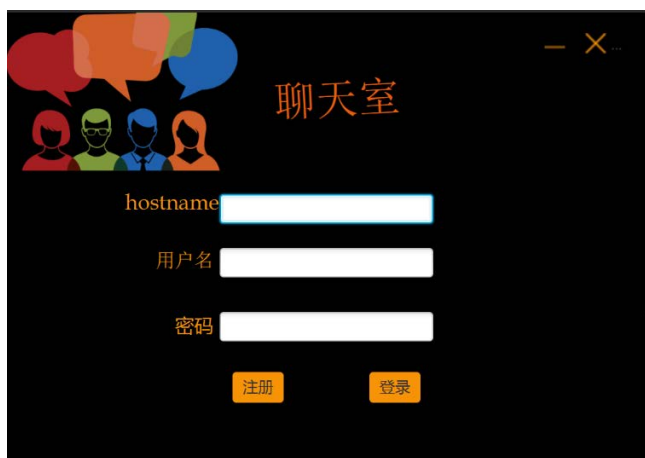 聊天室
hostname
用户名
密码
注册 登录